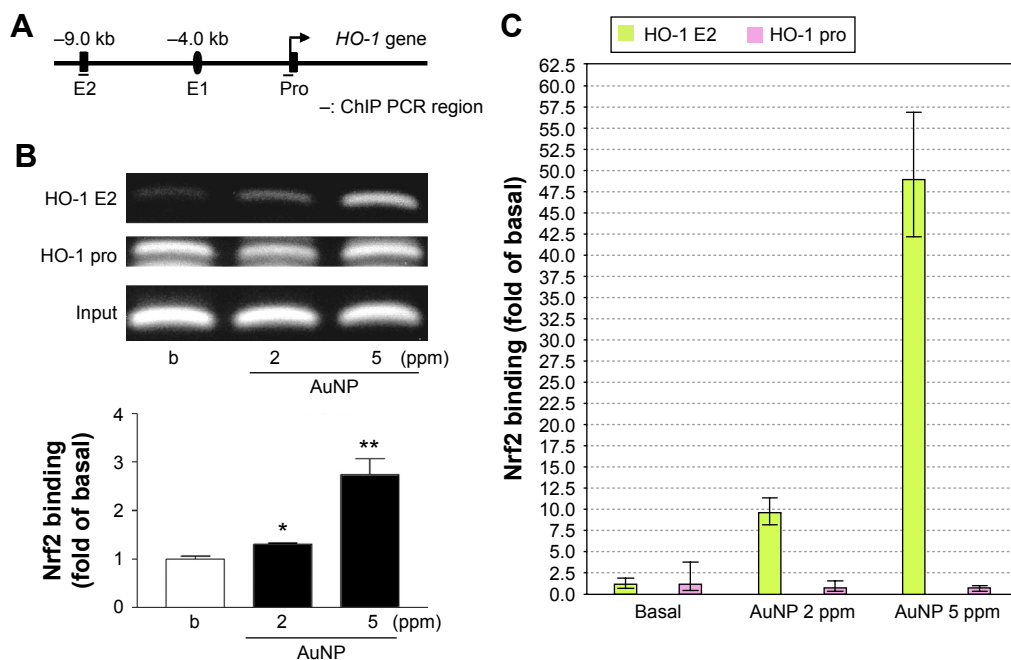 A
–9.0 kb –4.0 kb HO-1 gene
E2 E1 Pro
–: ChIP PCR region
B
HO-1 E2
HO-1 pro
Input
b 2 5 (ppm)
AuNP
Nrf2 binding
(fold of basal)
4
3
2
1
0
*
**
b 2 5 (ppm)
AuNP
C
HO-1 E2 HO-1 pro
Nrf2 binding (fold of basal)
62.5
60.0
57.5
55.0
52.5
50.0
47.5
45.0
42.5
40.0
37.5
35.0
32.5
30.0
27.5
25.0
22.5
20.0
17.5
15.0
12.5
10.0
7.5
5.0
2.5
0.0
Basal AuNP 2 ppm AuNP 5 ppm